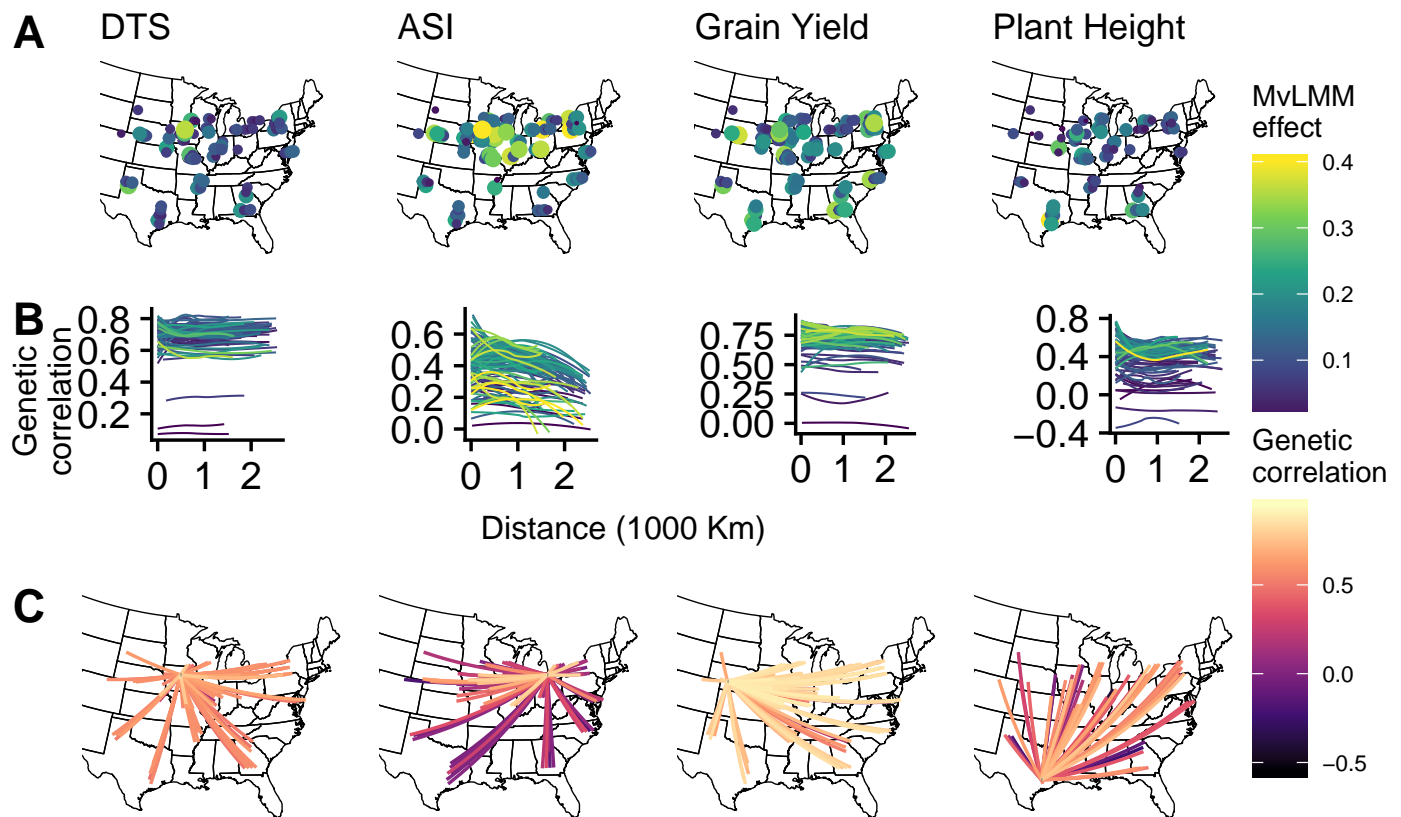 A
DTS
ASI
Grain Yield
Plant Height
MvLMM
effect
0.4
0.3
0.2
0.1
B
Genetic
correlation
0.8
0.6
0.4
0.2
0 1 2
0.6
0.4
0.2
0.0
0 1 2
0.75
0.50
0.25
0.00
0 1 2
0.8
0.4
0.0
−0.4
0 1 2
Distance (1000 Km)
Genetic
correlation
0.5
0.0
−0.5
C